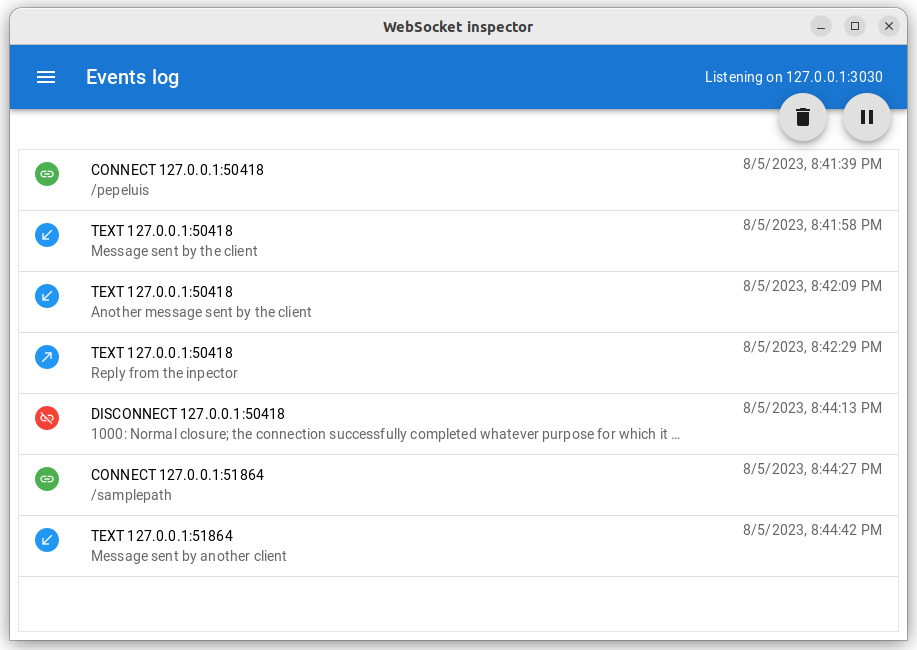 WebSocket inspector
Events log
Listening on 127.0.0.1:3030
CONNECT 127.0.0.1:50418
8/5/2023, 8:41:39 PM
/pepeluis
TEXT 127.0.0.1:50418
8/5/2023, 8:41:58 PM
Message sent by the client
TEXT 127.0.0.1:50418
8/5/2023, 8:42:09 PM
Another message sent by the client
TEXT 127.0.0.1:50418
8/5/2023, 8:42:29 PM
Reply from the inpector
DISCONNECT 127.0.0.1:50418
8/5/2023, 8:44:13 PM
1000: Normal closure; the connection successfully completed whatever purpose for which it ...
CONNECT 127.0.0.1:51864
8/5/2023, 8:44:27 PM
/samplepath
TEXT 127.0.0.1:51864
8/5/2023, 8:44:42 PM
Message sent by another client